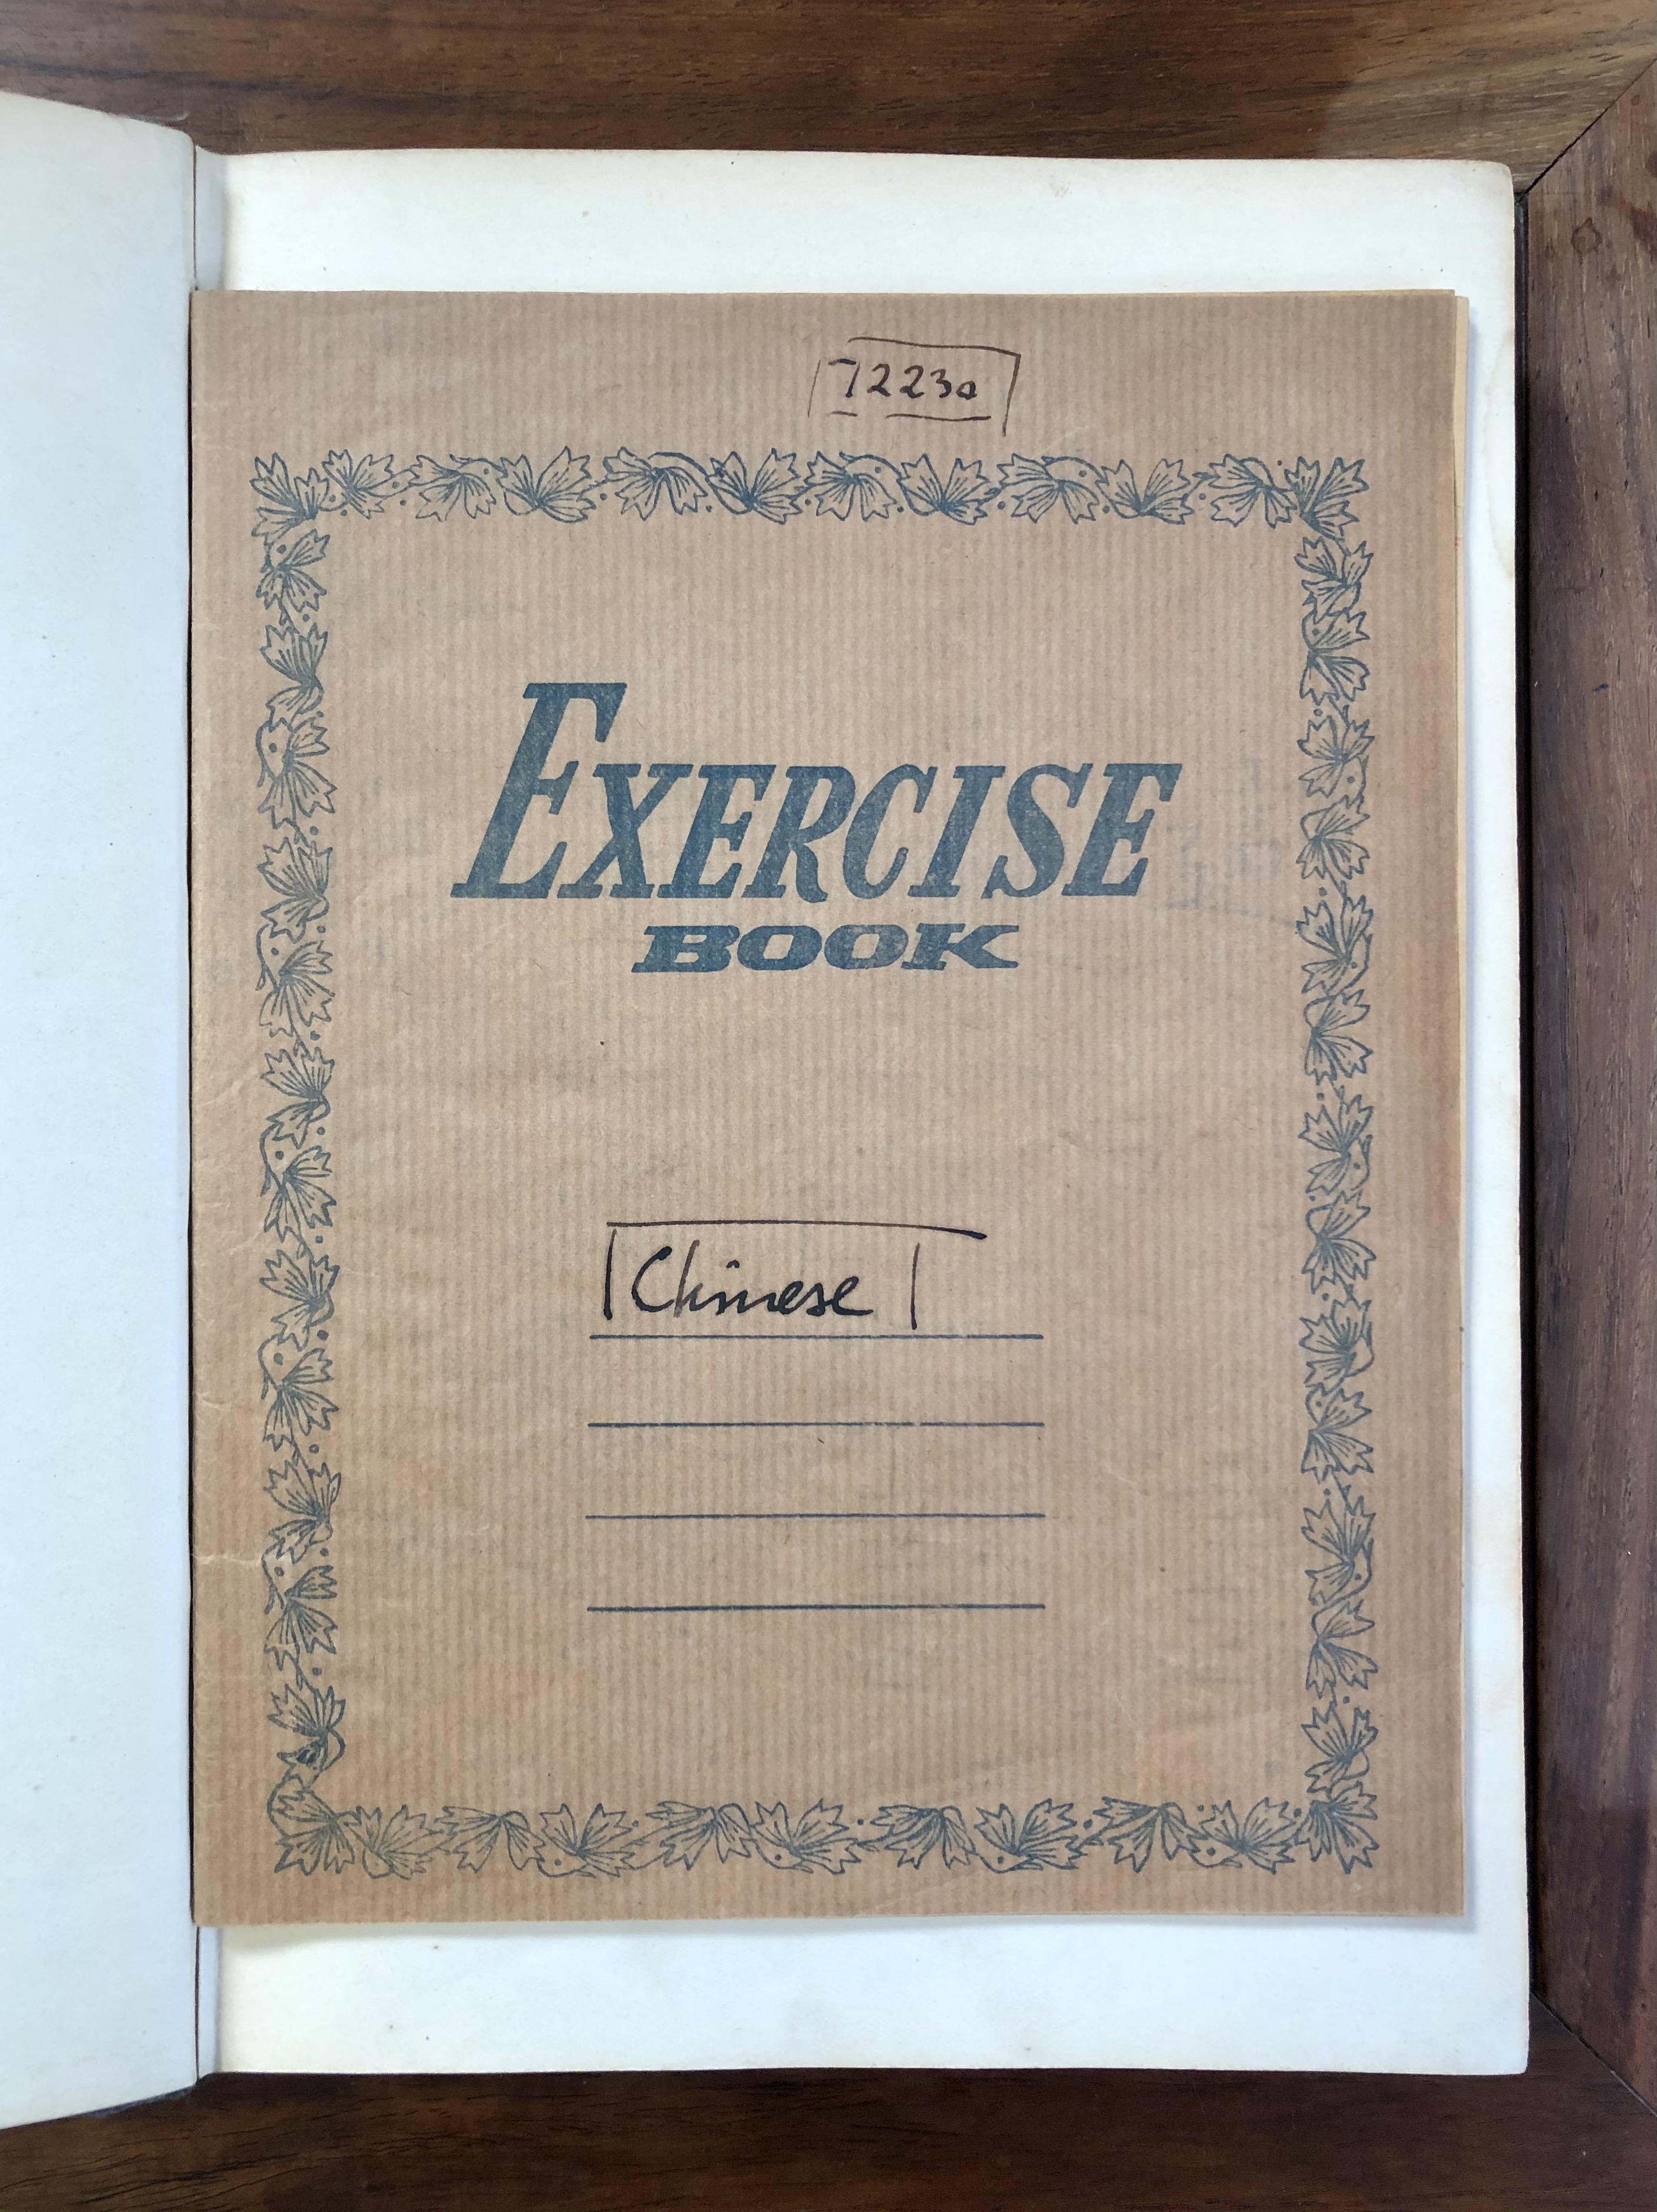 72230
EXERCISE
BOOK
Chinese